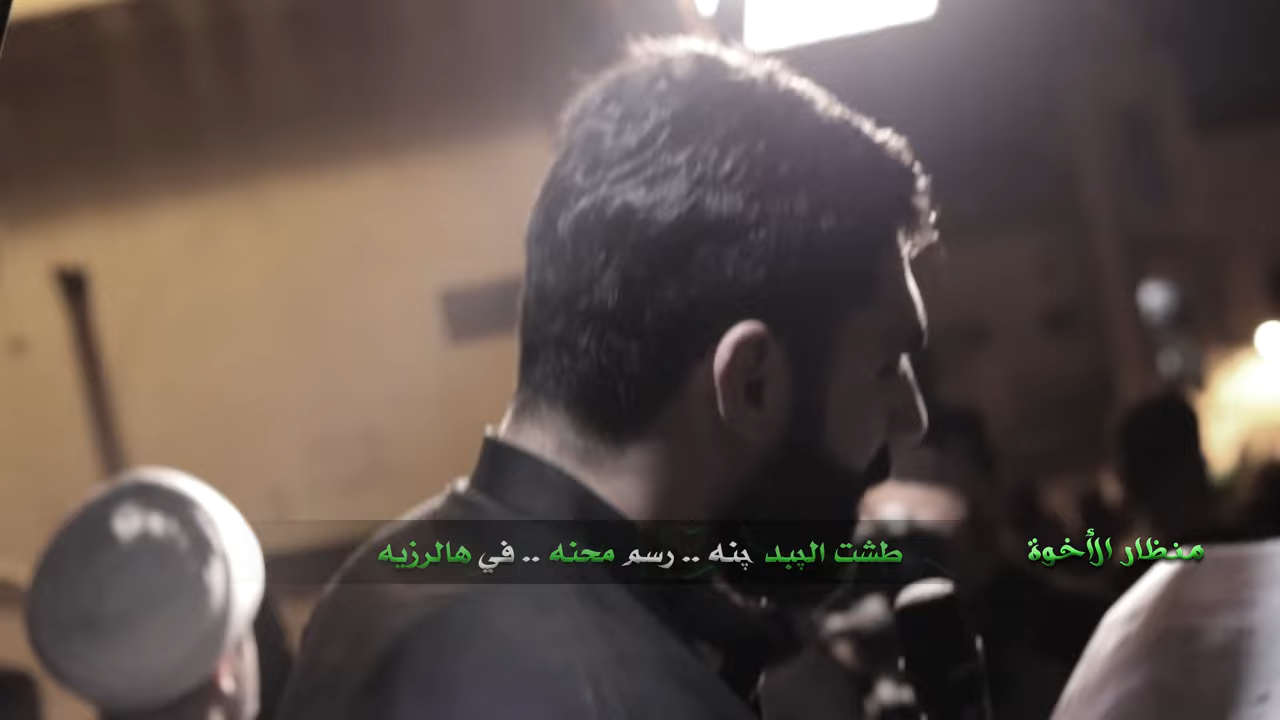 منظار الأخوة
طشت الچبد چنه .. رسم محنه .. في هالرزيه